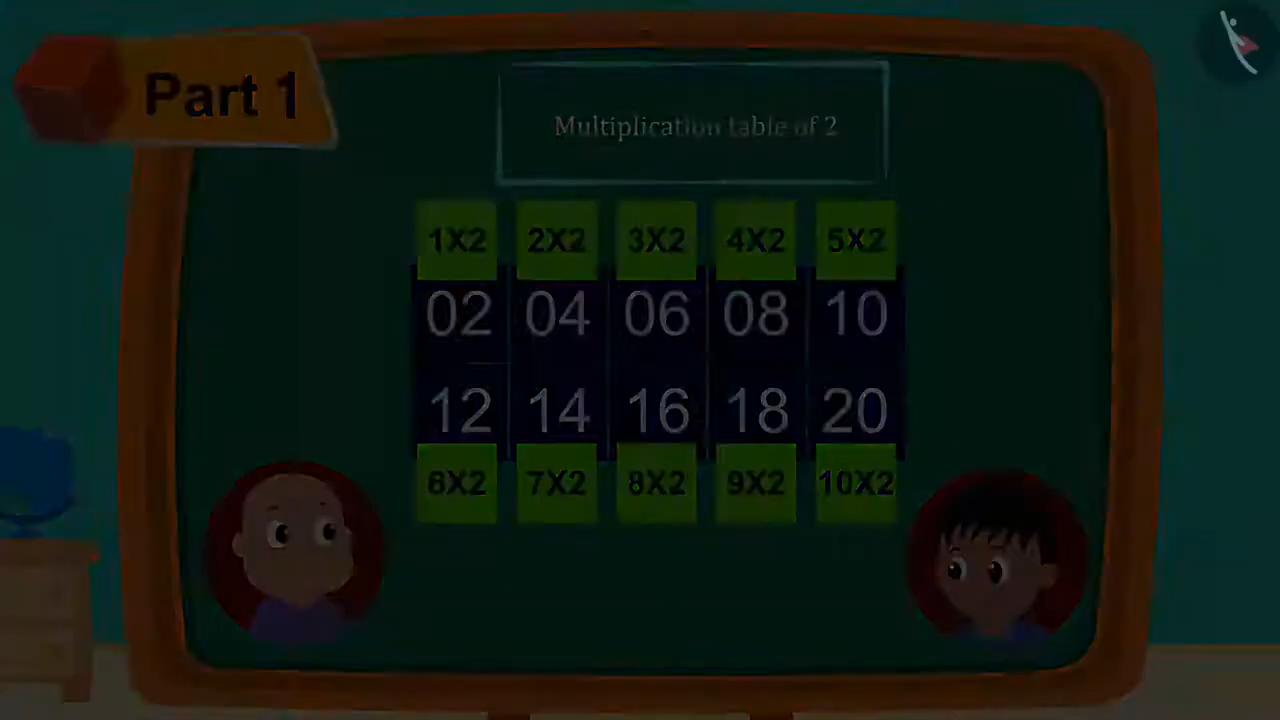 Part 1
Multiplication table of 2
1X2 2X2 3X2 4X2 5X2
02 04 06 08 10
12 14 16 18 20
6X2 7X2 8X2 9X2 10X2